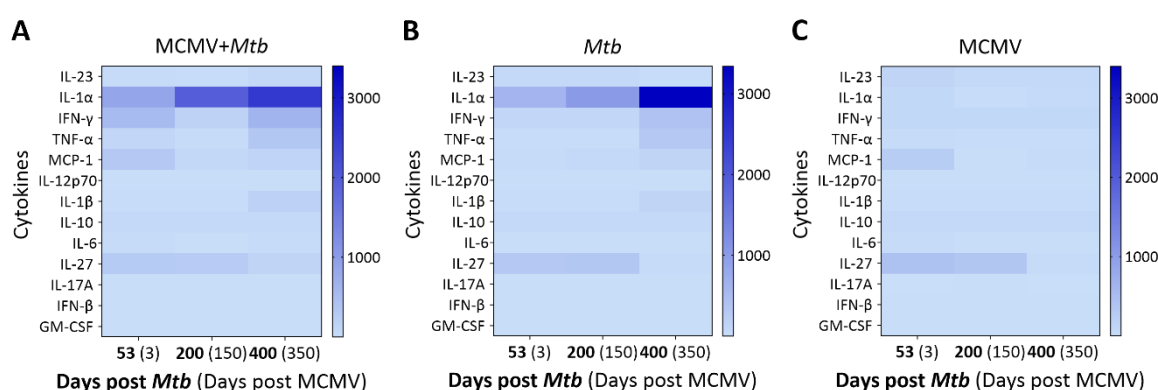 A
MCMV+Mtb
Cytokines
IL-23
IL-1α
IFN-γ
TNF-α
MCP-1
IL-12p70
IL-1β
IL-10
IL-6
IL-27
IL-17A
IFN-β
GM-CSF
3000
2000
1000
53 (3) 200 (150) 400 (350)
Days post Mtb (Days post MCMV)
B
Mtb
Cytokines
IL-23
IL-1α
IFN-γ
TNF-α
MCP-1
IL-12p70
IL-1β
IL-10
IL-6
IL-27
IL-17A
IFN-β
GM-CSF
3000
2000
1000
53 (3) 200 (150) 400 (350)
Days post Mtb (Days post MCMV)
C
MCMV
Cytokines
IL-23
IL-1α
IFN-γ
TNF-α
MCP-1
IL-12p70
IL-1β
IL-10
IL-6
IL-27
IL-17A
IFN-β
GM-CSF
3000
2000
1000
53 (3) 200 (150) 400 (350)
Days post Mtb (Days post MCMV)